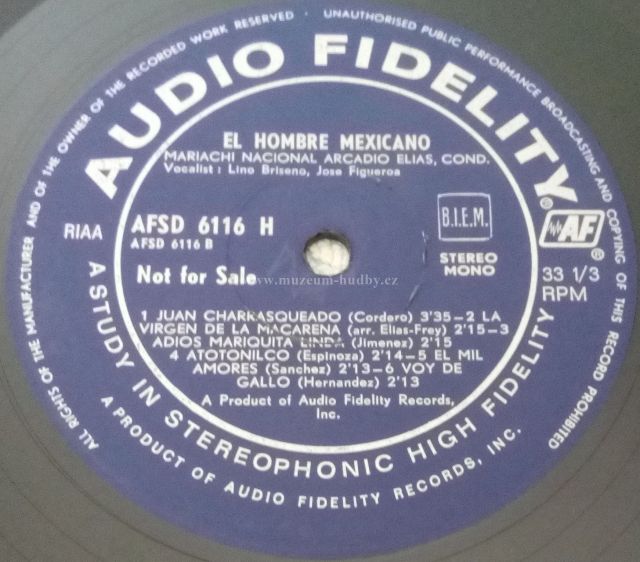 ALL RIGHTS OF THE MANUFACTURER AND OF THE OWNER OF THE RECORDED WORK RESERVED · UNAUTHORISED PUBLIC PERFORMANCE BROADCASTING AND COPYING OF THIS RECORD PROHIBITED
AUDIO FIDELITY®
EL HOMBRE MEXICANO
MARIACHI NACIONAL ARCADIO ELIAS, COND.
Vocalist : Lino Briseno, Jose Figueroa
RIAA
AFSD 6116 H
AFSD 6116 B
B.I.E.M.
AF®
Not for Sale
STEREO
MONO
33 1/3
RPM
www.muzeum-hudby.cz
1 JUAN CHARRASQUEADO (Cordero) 3'35–2 LA
VIRGEN DE LA MACARENA (arr. Elias-Frey) 2'15–3
ADIOS MARIQUITA LINDA (Jimenez) 2'15
4 ATOTONILCO (Espinoza) 2'14–5 EL MIL
AMORES (Sanchez) 2'13–6 VOY DE
GALLO (Hernandez) 2'13
A Product of Audio Fidelity Records,
Inc.
A STUDY IN STEREOPHONIC HIGH FIDELITY
A PRODUCT OF AUDIO FIDELITY RECORDS, INC.